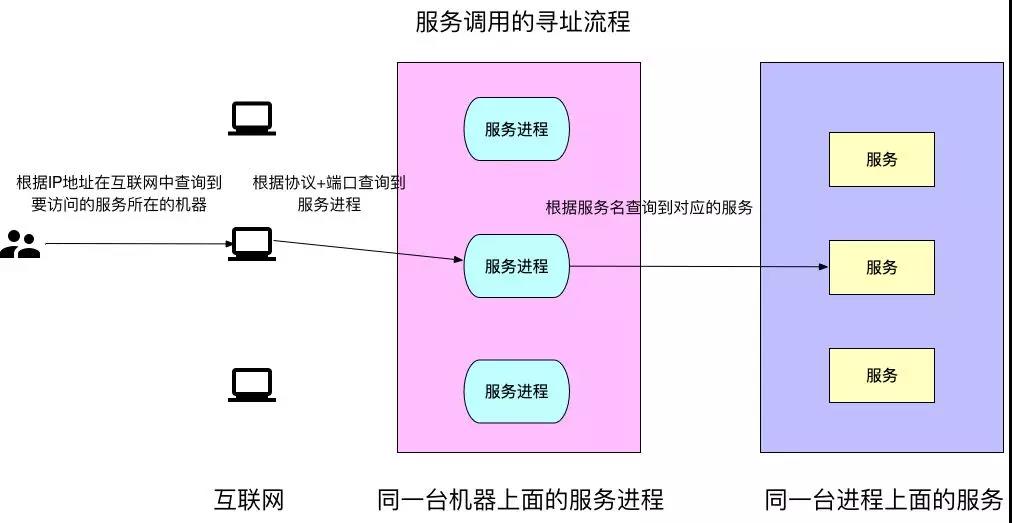 服务调用的寻址流程
服务进程
服务
根据IP地址在互联网中查询到
要访问的服务所在的机器
根据协议+端口查询到
服务进程
根据服务名查询到对应的服务
服务进程
服务
服务进程
服务
互联网
同一台机器上面的服务进程
同一台进程上面的服务